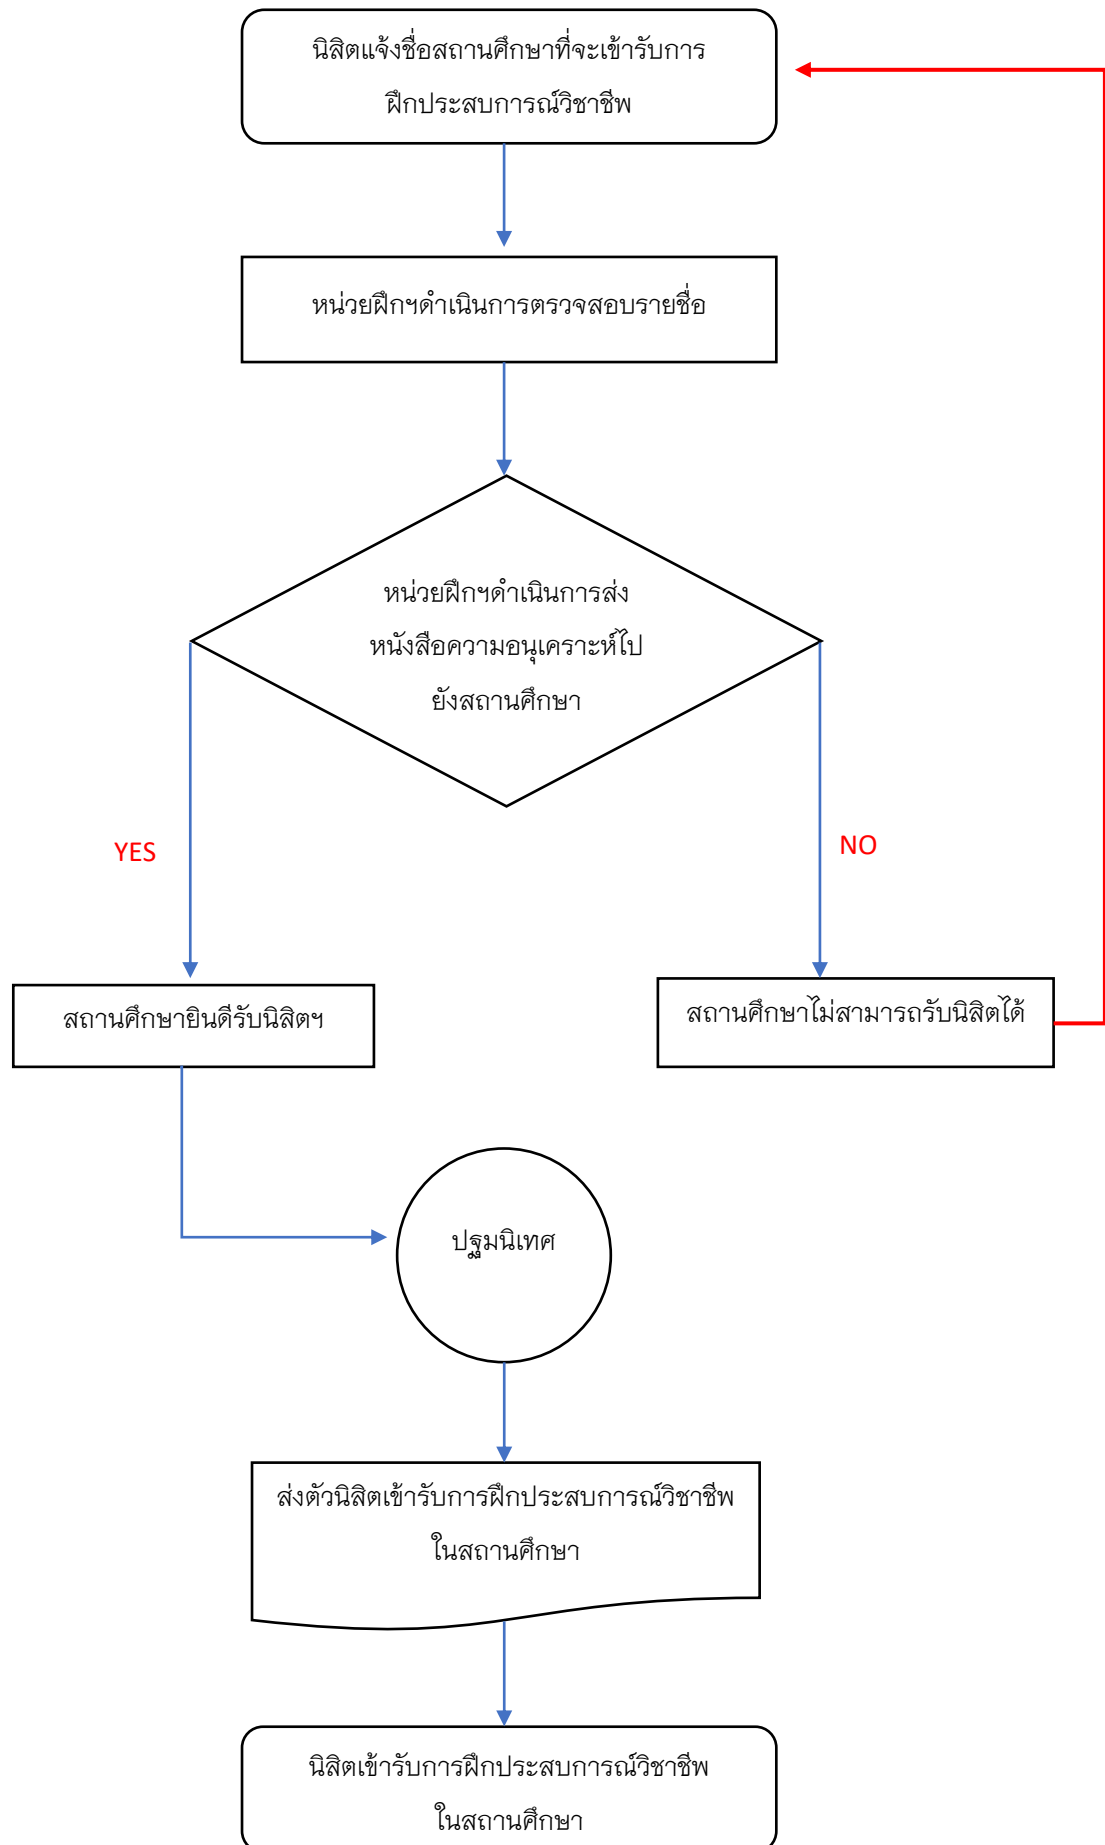 นิสิตแจ้งชื่อสถานศึกษาที่จะเข้ารับการ
ฝึกประสบการณ์วิชาชีพ
หน่วยฝึกฯดำเนินการตรวจสอบรายชื่อ
หน่วยฝึกฯดำเนินการส่ง
หนังสือความอนุเคราะห์ไป
ยังสถานศึกษา
YES
NO
สถานศึกษายินดีรับนิสิตฯ
สถานศึกษาไม่สามารถรับนิสิตได้
ปฐมนิเทศ
ส่งตัวนิสิตเข้ารับการฝึกประสบการณ์วิชาชีพ
ในสถานศึกษา
นิสิตเข้ารับการฝึกประสบการณ์วิชาชีพ
ในสถานศึกษา